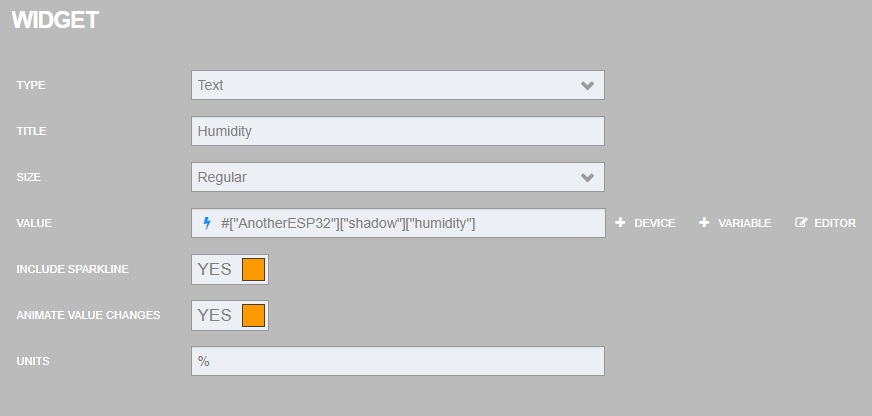 WIDGET
TYPE Text
TITLE Humidity
SIZE Regular
VALUE #["AnotherESP32"]["shadow"]["humidity"] DEVICE VARIABLE EDITOR
INCLUDE SPARKLINE YES
ANIMATE VALUE CHANGES YES
UNITS %